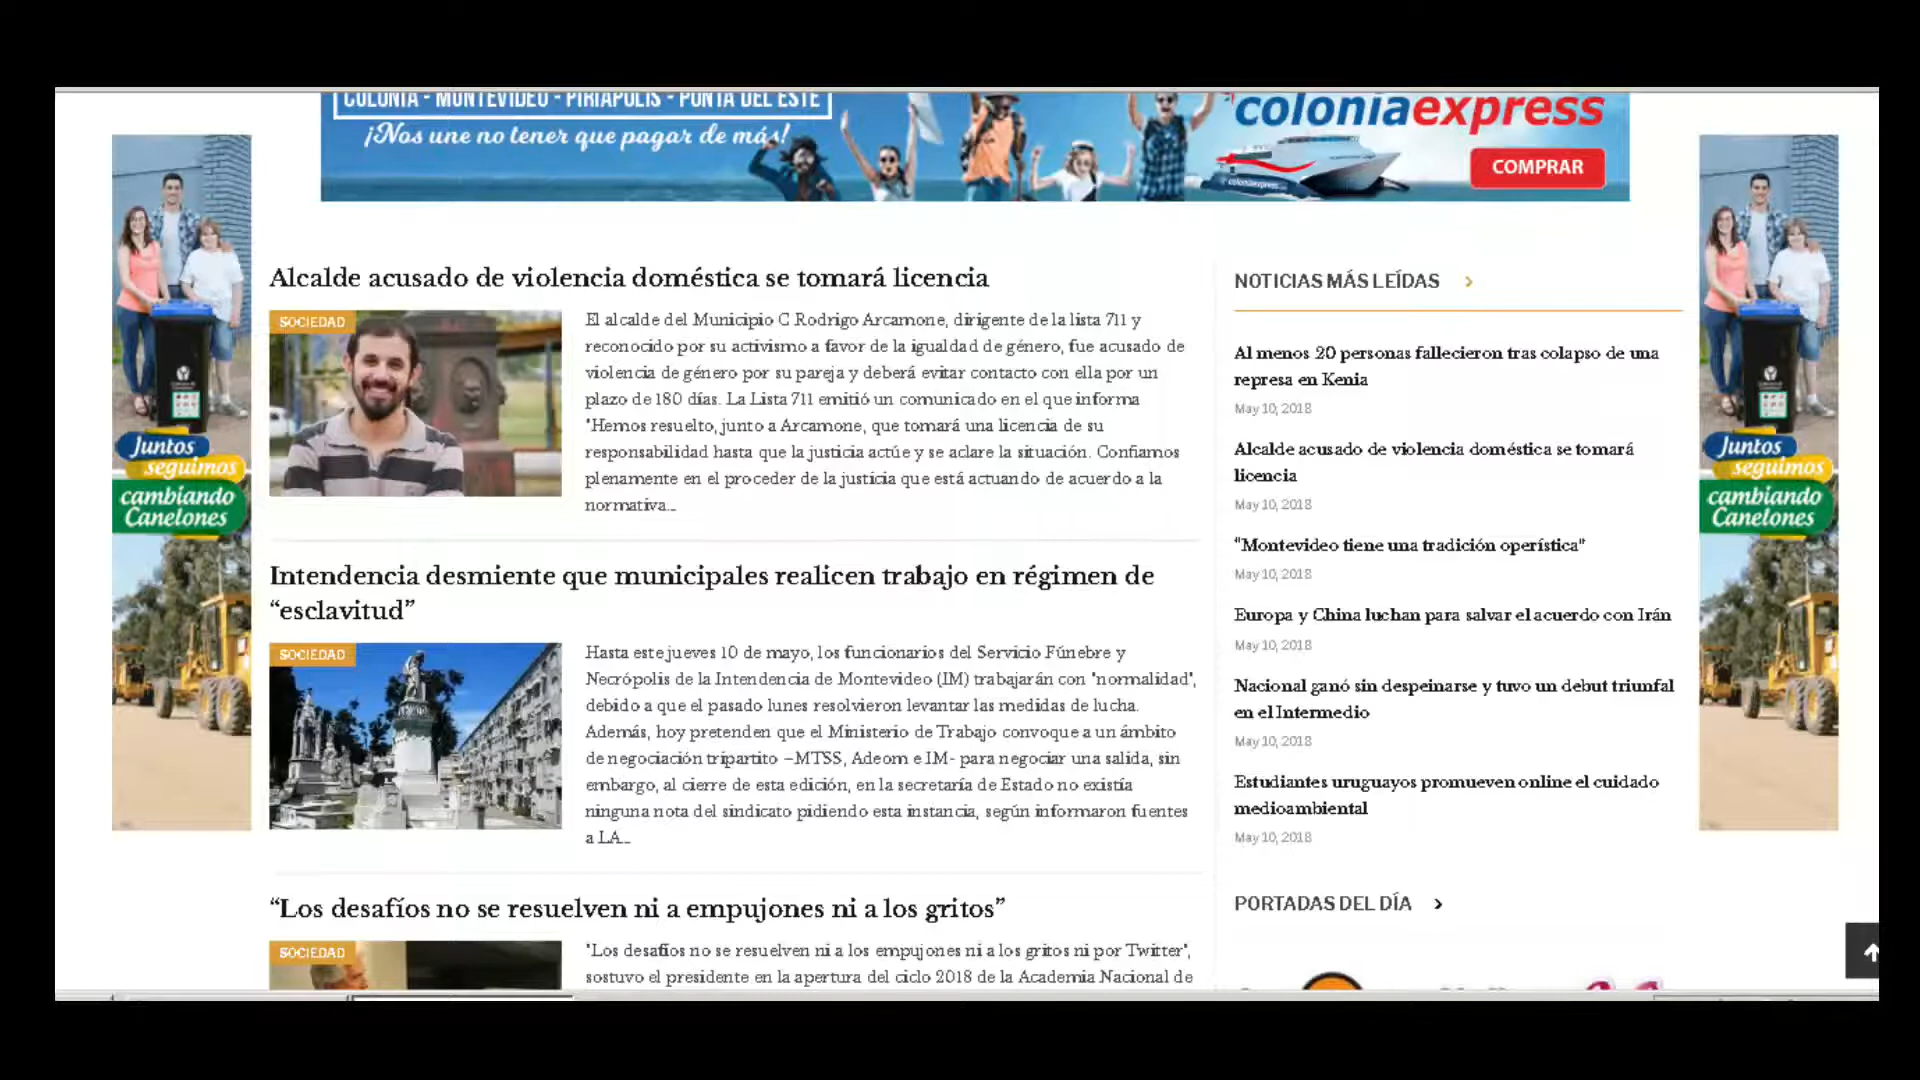 COLONIA - MONTEVIDEO - PIRIAPOLIS - PUNTA DEL ESTE
¡Nos une no tener que pagar de más!
coloniaexpress
COMPRAR
Juntos
seguimos
cambiando
Canelones
Alcalde acusado de violencia doméstica se tomará licencia
SOCIEDAD
El alcalde del Municipio C Rodrigo Arcamone, dirigente de la lista 711 y
reconocido por su activismo a favor de la igualdad de género, fue acusado de
violencia de género por su pareja y deberá evitar contacto con ella por un
plazo de 180 días. La Lista 711 emitió un comunicado en el que informa
"Hemos resuelto, junto a Arcamone, que tomará una licencia de su
responsabilidad hasta que la justicia actúe y se aclare la situación. Confiamos
plenamente en el proceder de la justicia que está actuando de acuerdo a la
normativa...
Intendencia desmiente que municipales realicen trabajo en régimen de
“esclavitud”
SOCIEDAD
Hasta este jueves 10 de mayo, los funcionarios del Servicio Fúnebre y
Necrópolis de la Intendencia de Montevideo (IM) trabajarán con "normalidad",
debido a que el pasado lunes resolvieron levantar las medidas de lucha.
Además, hoy pretenden que el Ministerio de Trabajo convoque a un ámbito
de negociación tripartito –MTSS, Adeom e IM- para negociar una salida, sin
embargo, al cierre de esta edición, en la secretaría de Estado no existía
ninguna nota del sindicato pidiendo esta instancia, según informaron fuentes
a LA...
“Los desafíos no se resuelven ni a empujones ni a los gritos”
SOCIEDAD
"Los desafíos no se resuelven ni a los empujones ni a los gritos ni por Twitter",
sostuvo el presidente en la apertura del ciclo 2018 de la Academia Nacional de
NOTICIAS MÁS LEÍDAS
Al menos 20 personas fallecieron tras colapso de una
represa en Kenia
May 10, 2018
Alcalde acusado de violencia doméstica se tomará
licencia
May 10, 2018
“Montevideo tiene una tradición operística”
May 10, 2018
Europa y China luchan para salvar el acuerdo con Irán
May 10, 2018
Nacional ganó sin despeinarse y tuvo un debut triunfal
en el Intermedio
May 10, 2018
Estudiantes uruguayos promueven online el cuidado
medioambiental
May 10, 2018
PORTADAS DEL DÍA
Juntos
seguimos
cambiando
Canelones